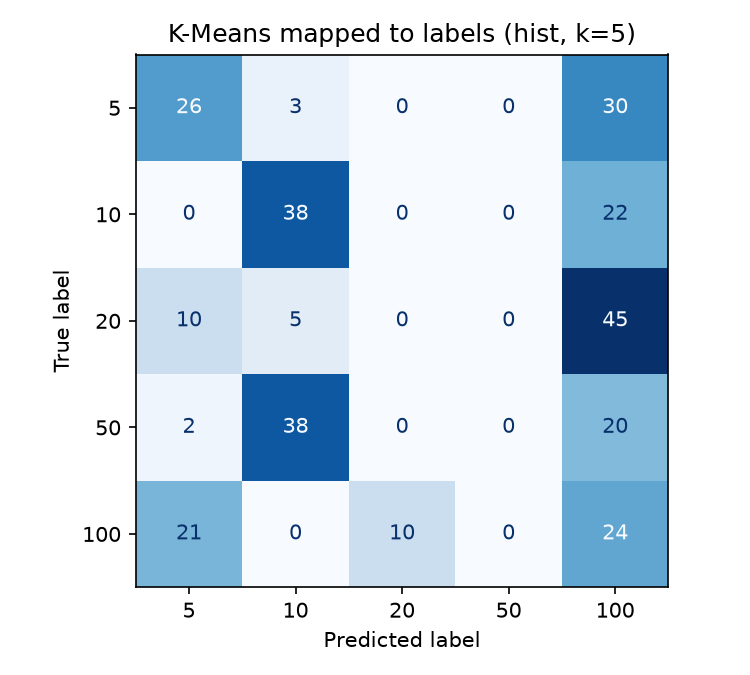 K-Means mapped to labels (hist, k=5)
5 26 3 0 0 30
10 0 38 0 0 22
20 10 5 0 0 45
50 2 38 0 0 20
100 21 0 10 0 24
True label
5 10 20 50 100
Predicted label